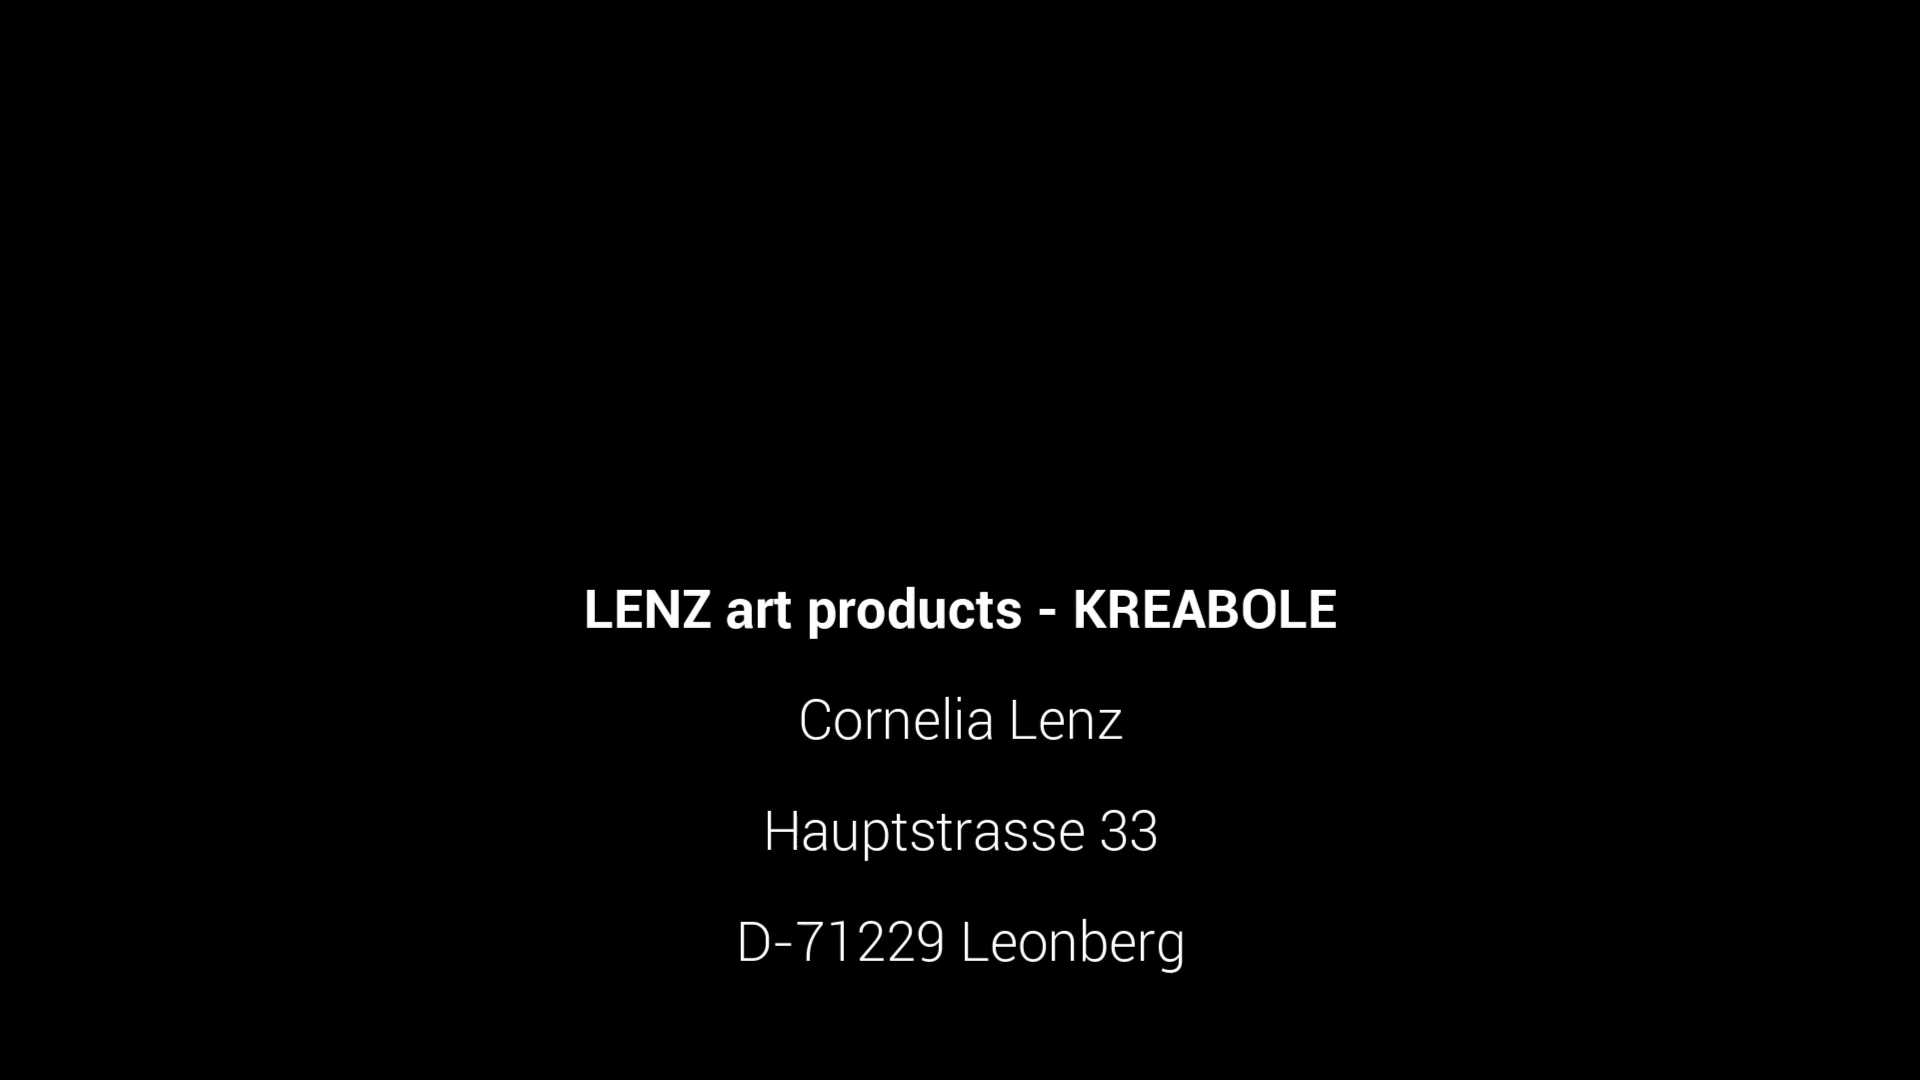 LENZ art products - KREABOLE
Cornelia Lenz
Hauptstrasse 33
D-71229 Leonberg